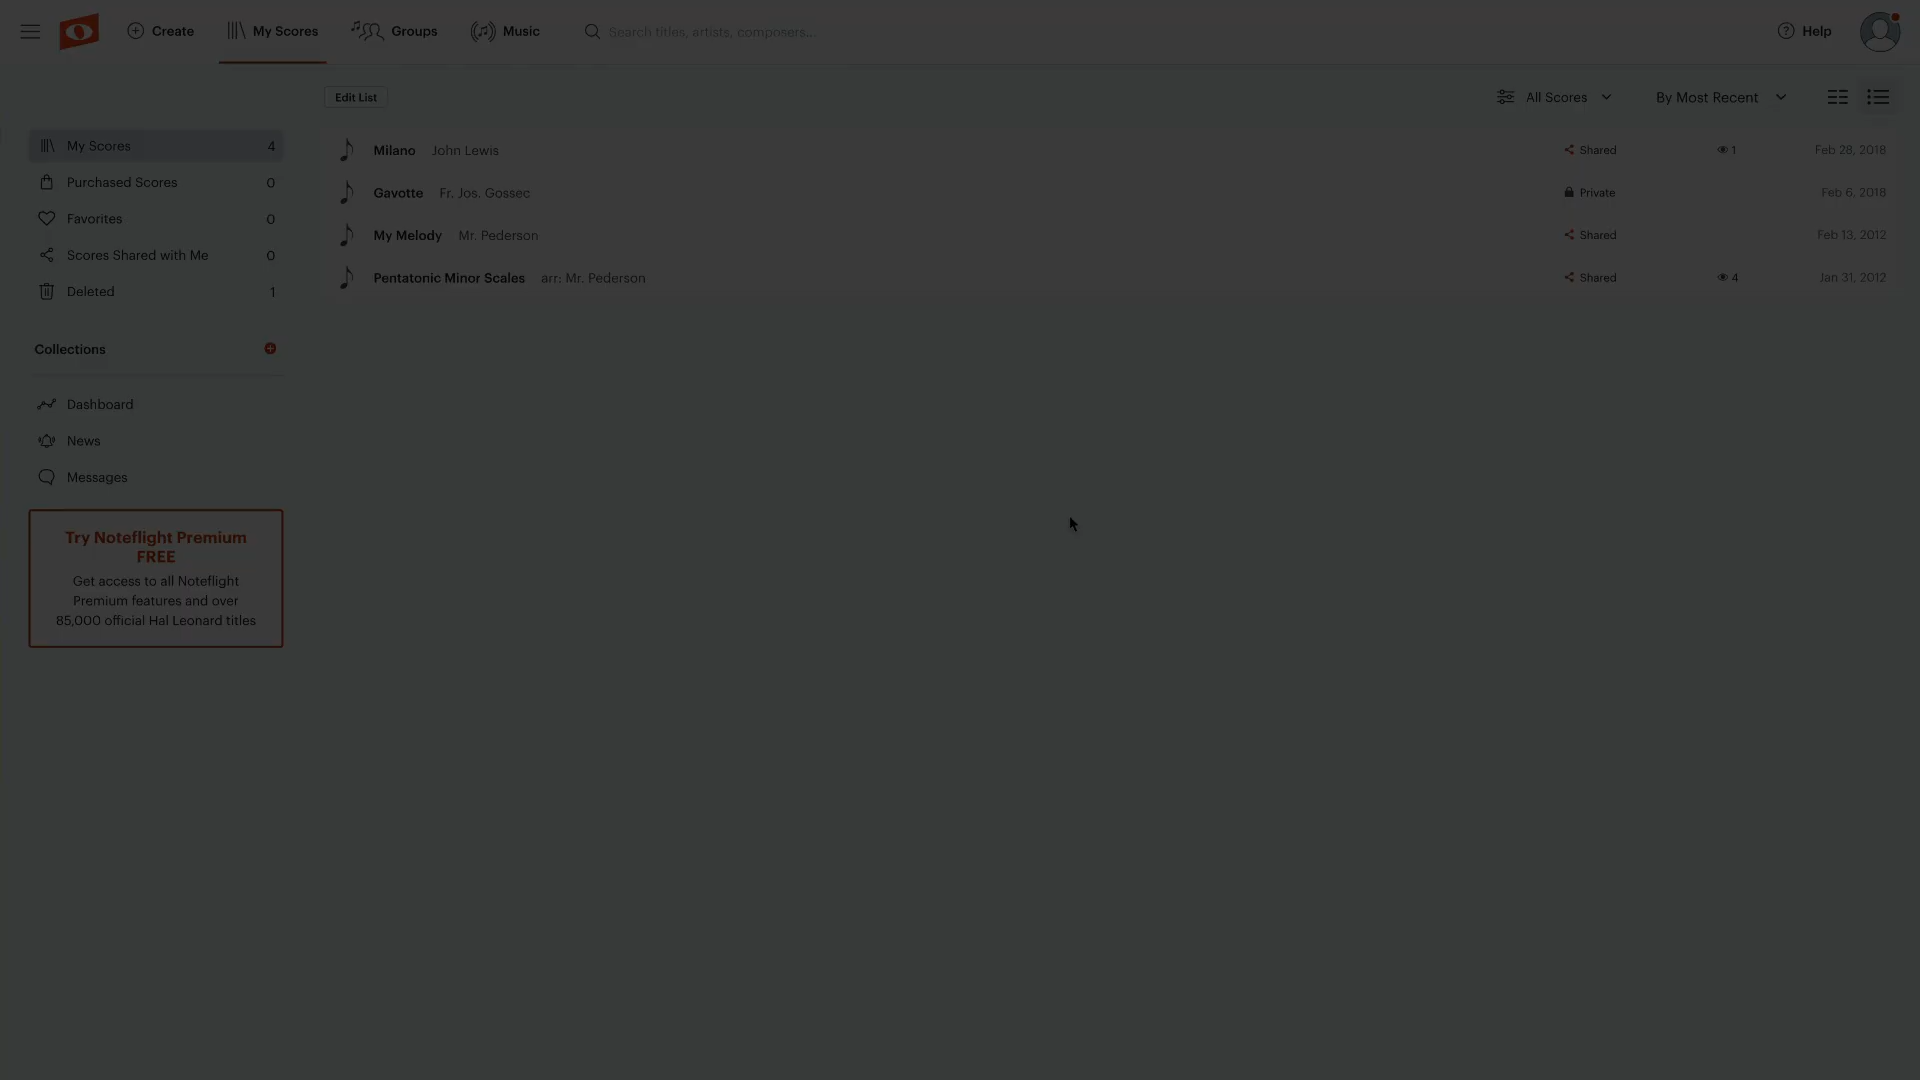 Create
My Scores
Groups
Music
Search titles, artists, composers...
Help
Edit List
All Scores
By Most Recent
My Scores 4
Purchased Scores 0
Favorites 0
Scores Shared with Me 0
Deleted 1
Collections
Dashboard
News
Messages
Try Noteflight Premium
FREE
Get access to all Noteflight
Premium features and over
85,000 official Hal Leonard titles
Milano John Lewis Shared 1 Feb 28, 2018
Gavotte Fr. Jos. Gossec Private Feb 6, 2018
My Melody Mr. Pederson Shared Feb 13, 2012
Pentatonic Minor Scales arr: Mr. Pederson Shared 4 Jan 31, 2012